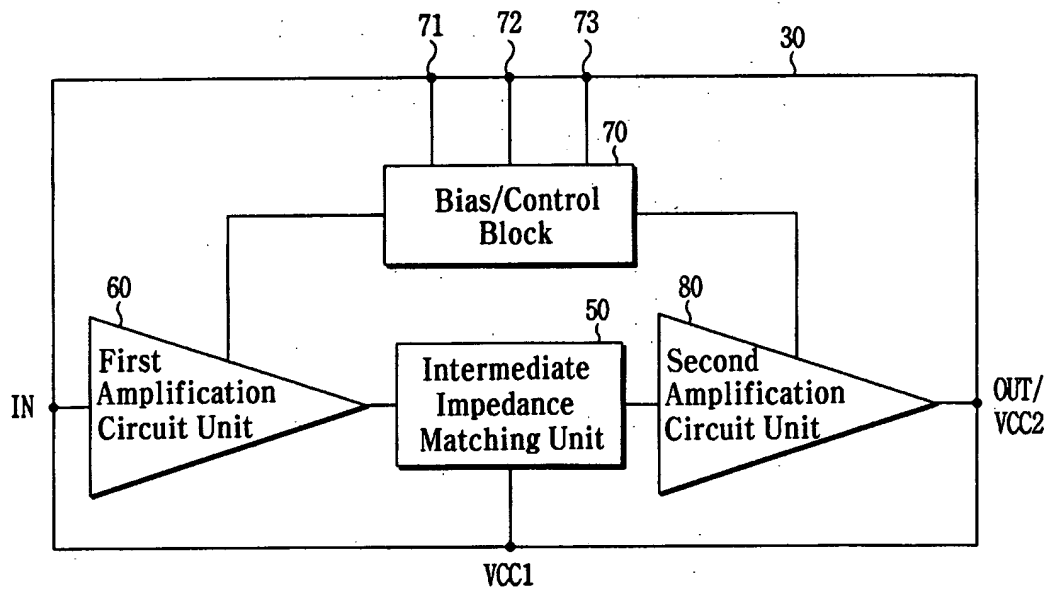 71
72
73
30
70
Bias/Control
Block
60
50
80
First
Amplification
Circuit Unit
Intermediate
Impedance
Matching Unit
Second
Amplification
Circuit Unit
IN
OUT/
VCC2
VCC1